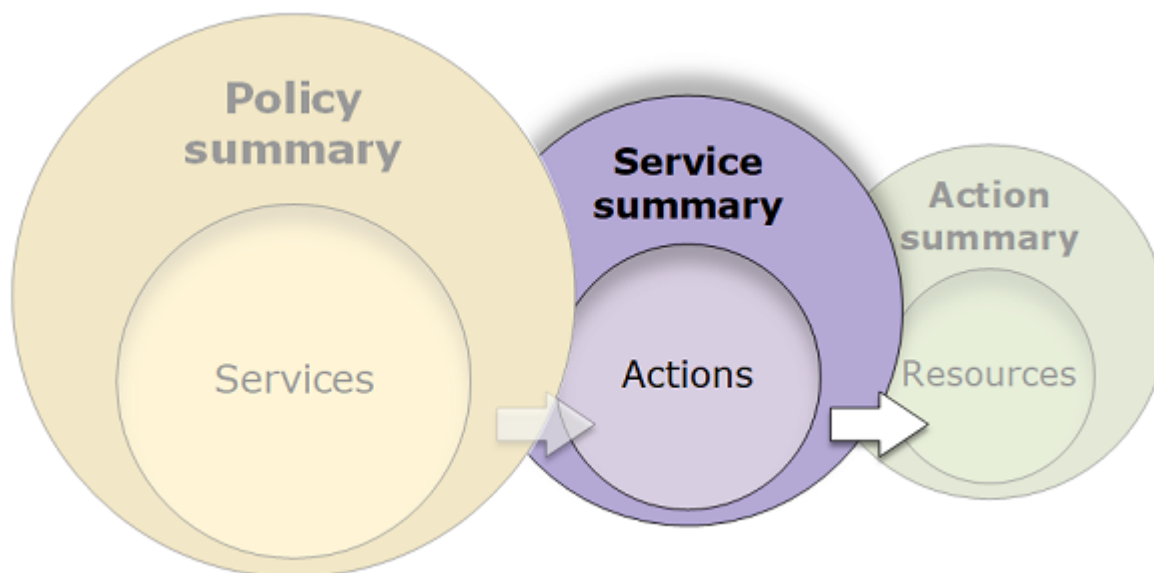 Policy
summary
Services
Service
summary
Actions
Action
summary
Resources